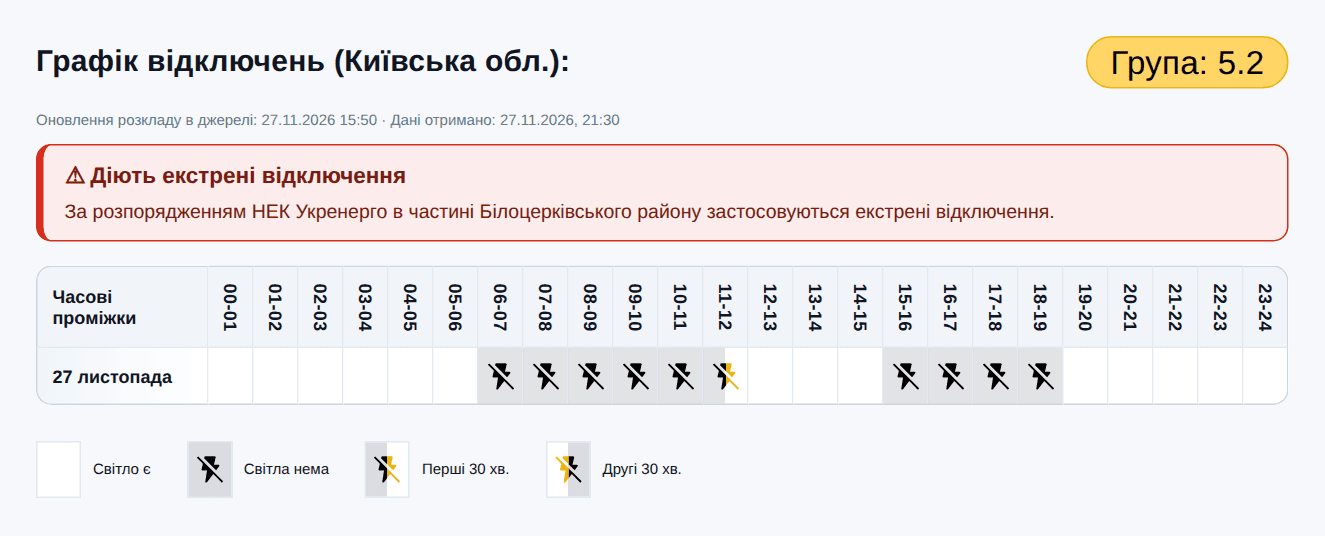 Графік відключень (Київська обл.):
Група: 5.2
Оновлення розкладу в джерелі: 27.11.2026 15:50 · Дані отримано: 27.11.2026, 21:30
⚠ Діють екстрені відключення
За розпорядженням НЕК Укренерго в частині Білоцерківського району застосовуються екстрені відключення.
Часові
проміжки
00-01 01-02 02-03 03-04 04-05 05-06 06-07 07-08 08-09 09-10 10-11 11-12 12-13 13-14 14-15 15-16 16-17 17-18 18-19 19-20 20-21 21-22 22-23 23-24
27 листопада
Світло є
Світла нема
Перші 30 хв.
Другі 30 хв.